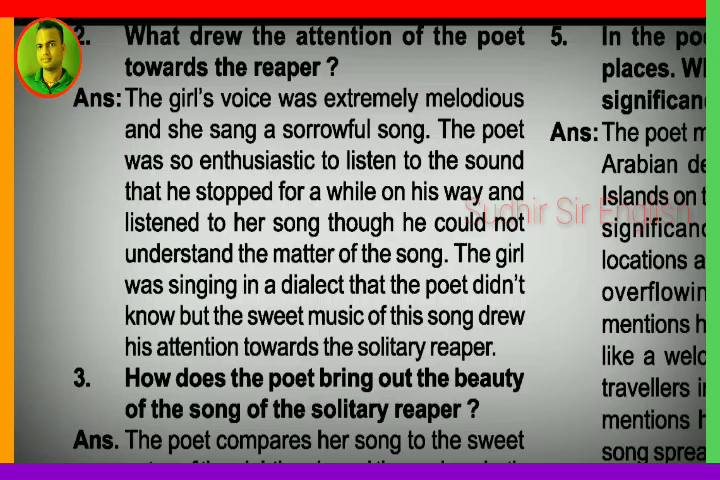 2. What drew the attention of the poet
towards the reaper ?
Ans: The girl's voice was extremely melodious
and she sang a sorrowful song. The poet
was so enthusiastic to listen to the sound
that he stopped for a while on his way and
listened to her song though he could not
understand the matter of the song. The girl
was singing in a dialect that the poet didn't
know but the sweet music of this song drew
his attention towards the solitary reaper.
3. How does the poet bring out the beauty
of the song of the solitary reaper ?
Ans. The poet compares her song to the sweet
5. In the po
places. W
significan
Ans: The poet m
Arabian de
Islands on t
significanc
locations a
overflowin
mentions h
like a welc
travellers i
mentions h
song sprea
Sudhir Sir English